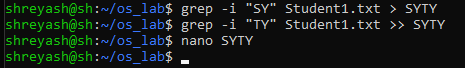 shreyash@sh:~/os_lab$ grep -i "SY" Student1.txt > SYTY
shreyash@sh:~/os_lab$ grep -i "TY" Student1.txt >> SYTY
shreyash@sh:~/os_lab$ nano SYTY
shreyash@sh:~/os_lab$